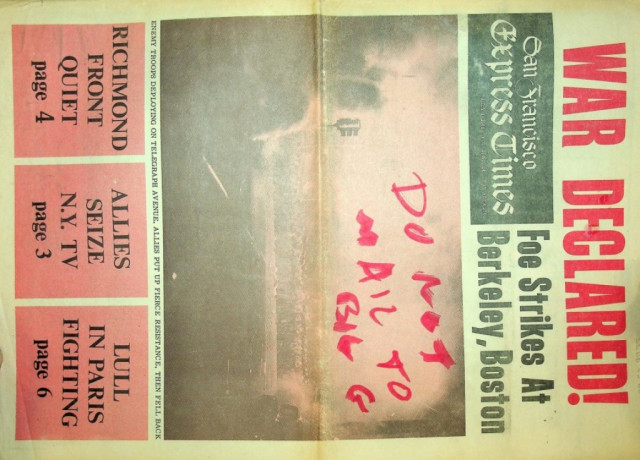 WAR DECLARED!
San Francisco
Express Times
Foe Strikes At
Berkeley, Boston
DO NOT
MAIL TO
BIG G
ENEMY TROOPS DEPLOYING ON TELEGRAPH AVENUE, ALLIES PUT UP FIERCE RESISTANCE, THEN FELL BACK
RICHMOND
FRONT
QUIET
page 4
ALLIES
SEIZE
N.Y. TV
page 3
LULL
IN PARIS
FIGHTING
page 6